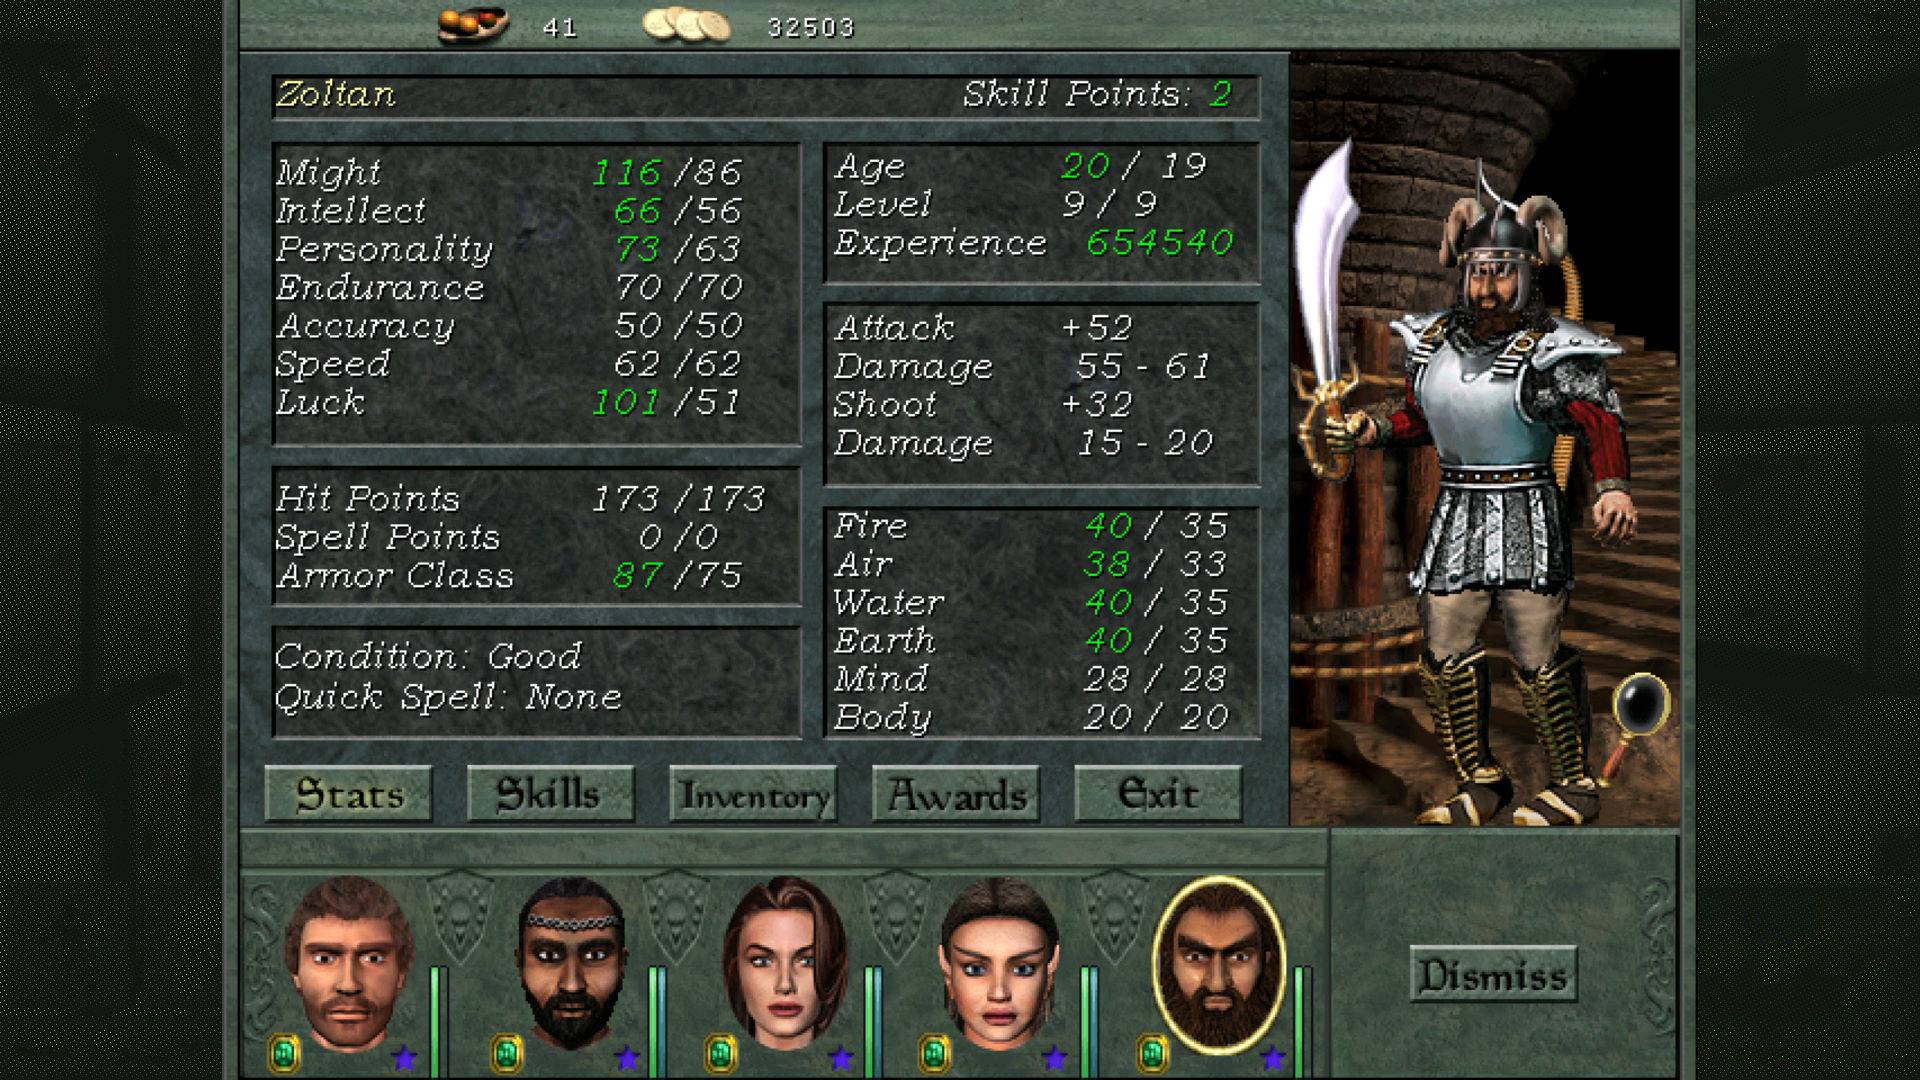 41 32503
Zoltan Skill Points: 2
Might 116 /86
Intellect 66 /56
Personality 73 /63
Endurance 70 /70
Accuracy 50 /50
Speed 62 /62
Luck 101 /51
Hit Points 173 /173
Spell Points 0 /0
Armor Class 87 /75
Condition: Good
Quick Spell: None
Age 20 / 19
Level 9 / 9
Experience 654540
Attack +52
Damage 55 - 61
Shoot +32
Damage 15 - 20
Fire 40 / 35
Air 38 / 33
Water 40 / 35
Earth 40 / 35
Mind 28 / 28
Body 20 / 20
Stats Skills Inventory Awards Exit
Dismiss